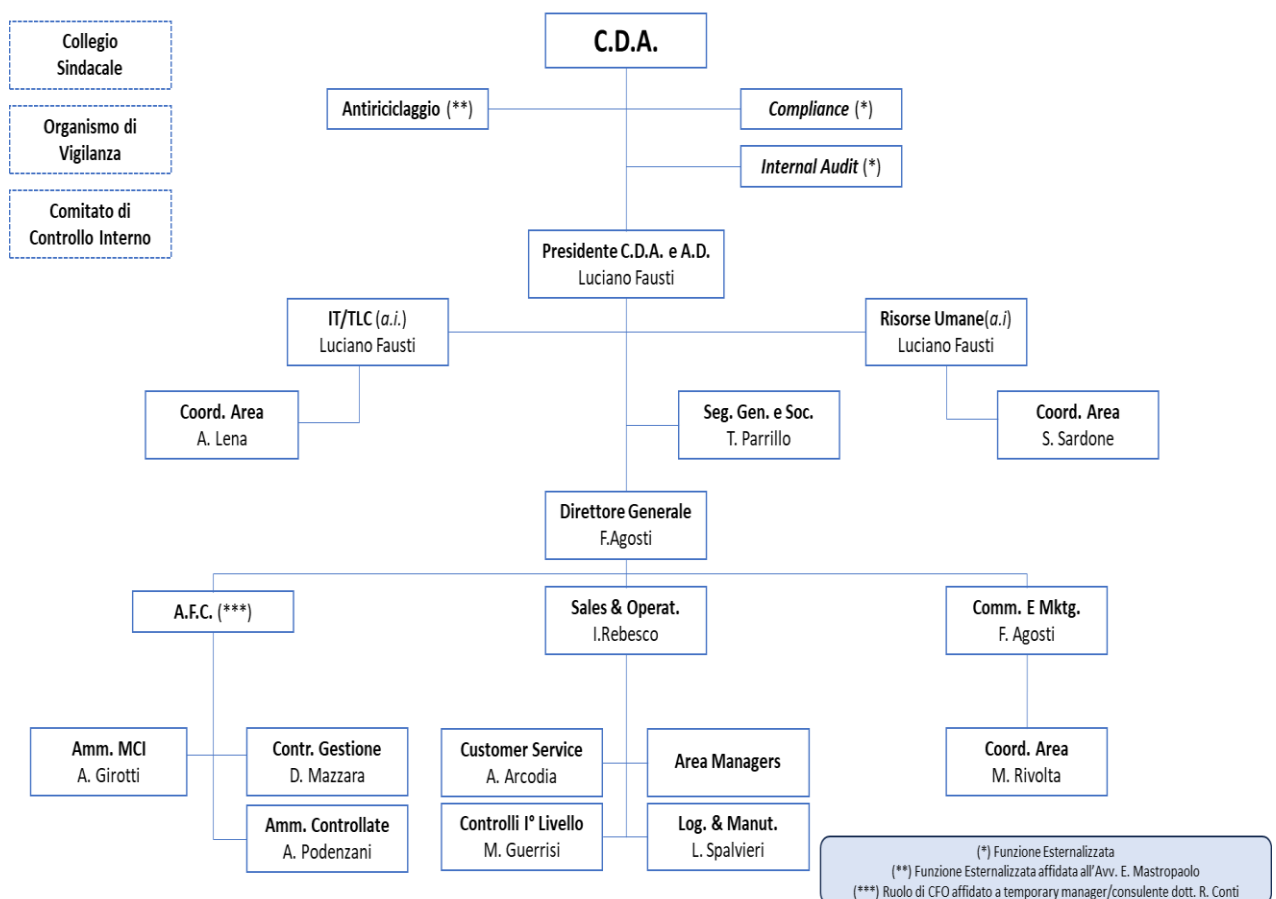 C.D.A.
Collegio
Sindacale
Antiriciclaggio (**)
Compliance (*)
Organismo di
Vigilanza
Internal Audit (*)
Comitato di
Controllo Interno
Presidente C.D.A. e A.D.
Luciano Fausti
IT/TLC (a.i.)
Luciano Fausti
Risorse Umane(a.i)
Luciano Fausti
Coord. Area
A. Lena
Seg. Gen. e Soc.
T. Parrillo
Coord. Area
S. Sardone
Direttore Generale
F.Agosti
A.F.C. (***)
Sales & Operat.
I.Rebesco
Comm. E Mktg.
F. Agosti
Amm. MCI
A. Girotti
Contr. Gestione
D. Mazzara
Customer Service
A. Arcodia
Area Managers
Coord. Area
M. Rivolta
Amm. Controllate
A. Podenzani
Controlli I° Livello
M. Guerrisi
Log. & Manut.
L. Spalvieri
(*) Funzione Esternalizzata
(**) Funzione Esternalizzata affidata all'Avv. E. Mastropaolo
(***) Ruolo di CFO affidato a temporary manager/consulente dott. R. Conti